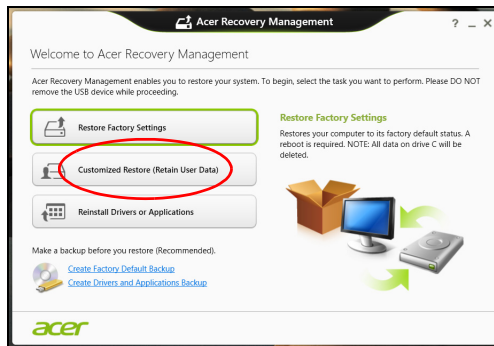 Acer Recovery Management
? _ X
Welcome to Acer Recovery Management
Acer Recovery Management enables you to restore your system. To begin, select the task you want to perform. Please DO NOT
remove the USB device while proceeding.
Restore Factory Settings
Customized Restore (Retain User Data)
Reinstall Drivers or Applications
Make a backup before you restore (Recommended).
Create Factory Default Backup
Create Drivers and Applications Backup
Restore Factory Settings
Restores your computer to its factory default status. A
reboot is required. NOTE: All data on drive C will be
deleted.
acer